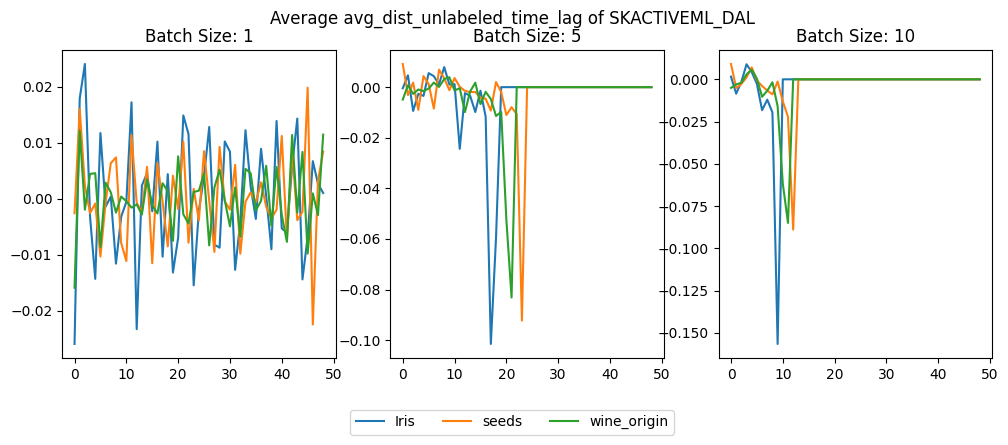 Average avg_dist_unlabeled_time_lag of SKACTIVEML_DAL
Batch Size: 1
0.02
0.01
0.00
−0.01
−0.02
0 10 20 30 40 50
Batch Size: 5
0.00
−0.02
−0.04
−0.06
−0.08
−0.10
0 10 20 30 40 50
Batch Size: 10
0.000
−0.025
−0.050
−0.075
−0.100
−0.125
−0.150
0 10 20 30 40 50
Iris seeds wine_origin